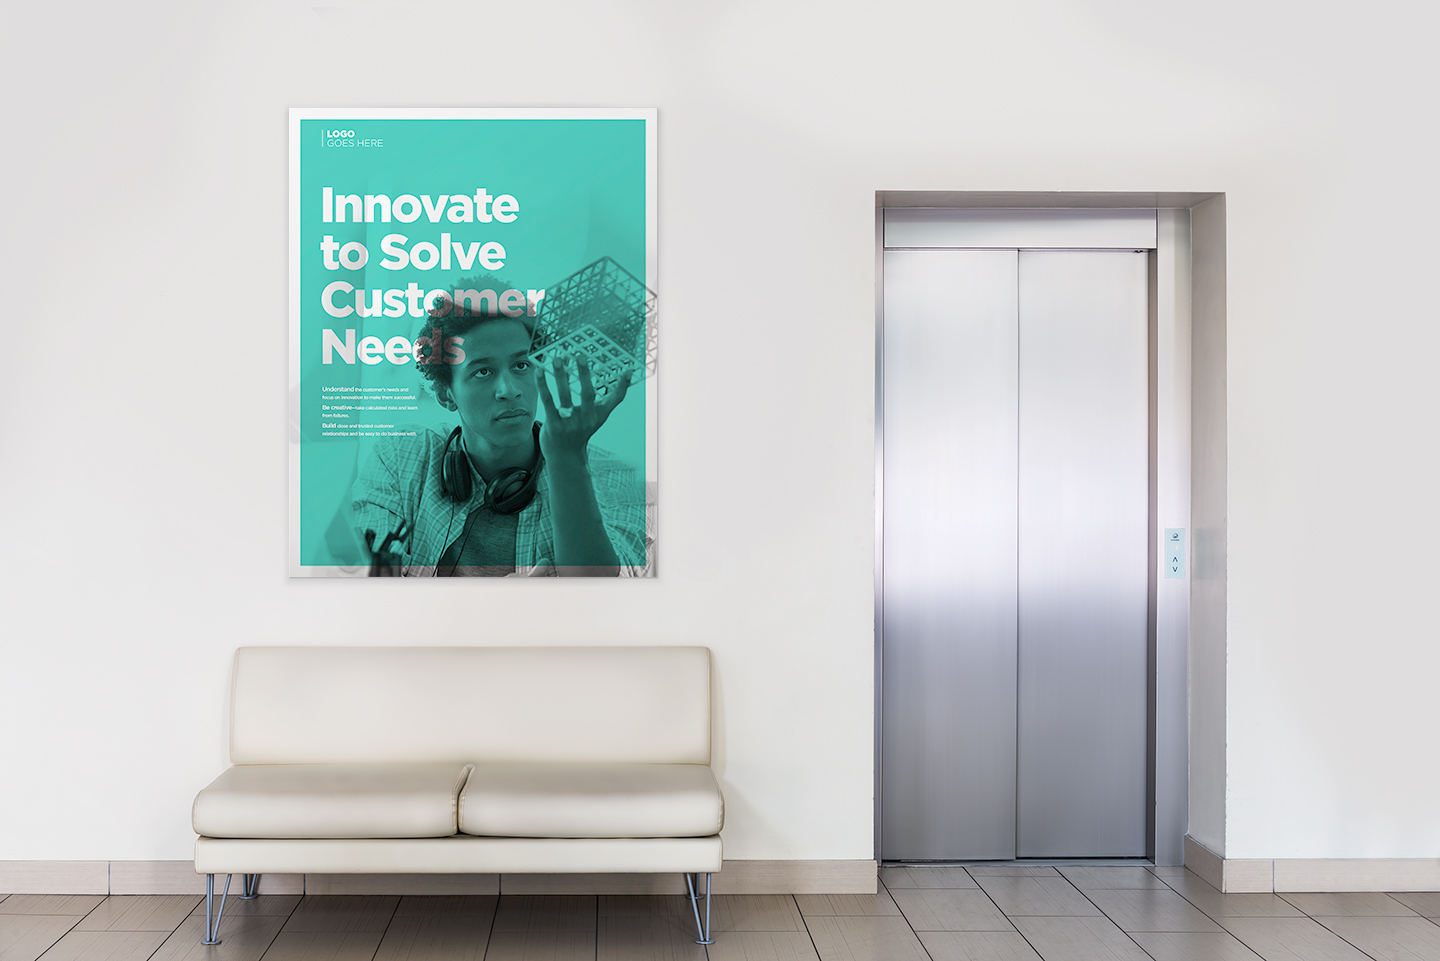 LOGO
GOES HERE
Innovate
to Solve
Customer
Needs
Understand the customer's needs and
focus on innovation to make them successful.
Be creative–take calculated risks and learn
from failures.
Build close and trusted customer
relationships and be easy to do business with.